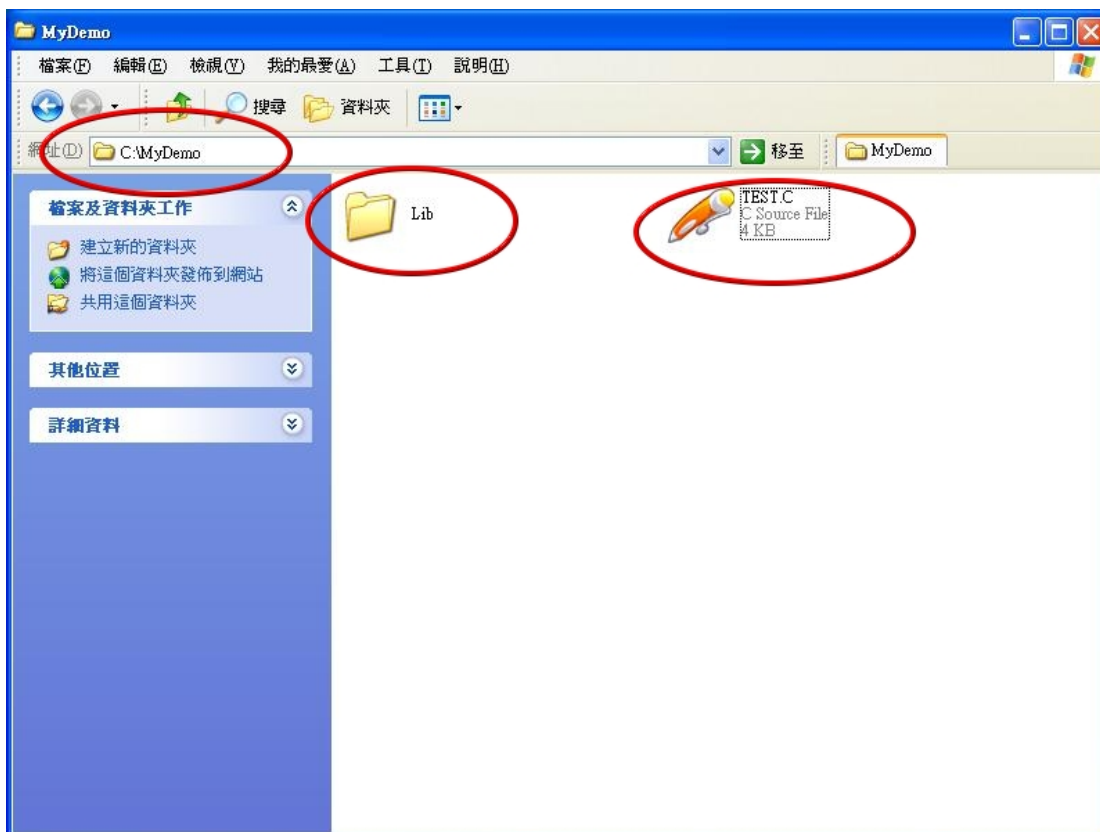 MyDemo
檔案(F) 編輯(E) 檢視(V) 我的最愛(A) 工具(T) 說明(H)
搜尋 資料夾
網址(D) C:\MyDemo 移至 MyDemo
檔案及資料夾工作
建立新的資料夾
將這個資料夾發佈到網站
共用這個資料夾
其他位置
詳細資料
Lib
TEST.C
C Source File
4 KB